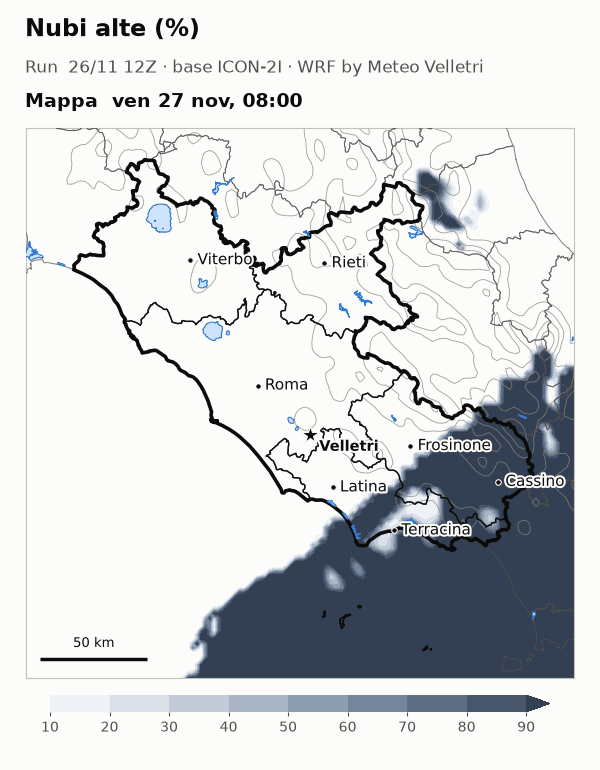 Nubi alte (%)
Run  26/11 12Z · base ICON-2I · WRF by Meteo Velletri
Mappa  ven 27 nov, 08:00
Viterbo
Rieti
Roma
Velletri
Frosinone
Latina
Cassino
Terracina
50 km
10 20 30 40 50 60 70 80 90